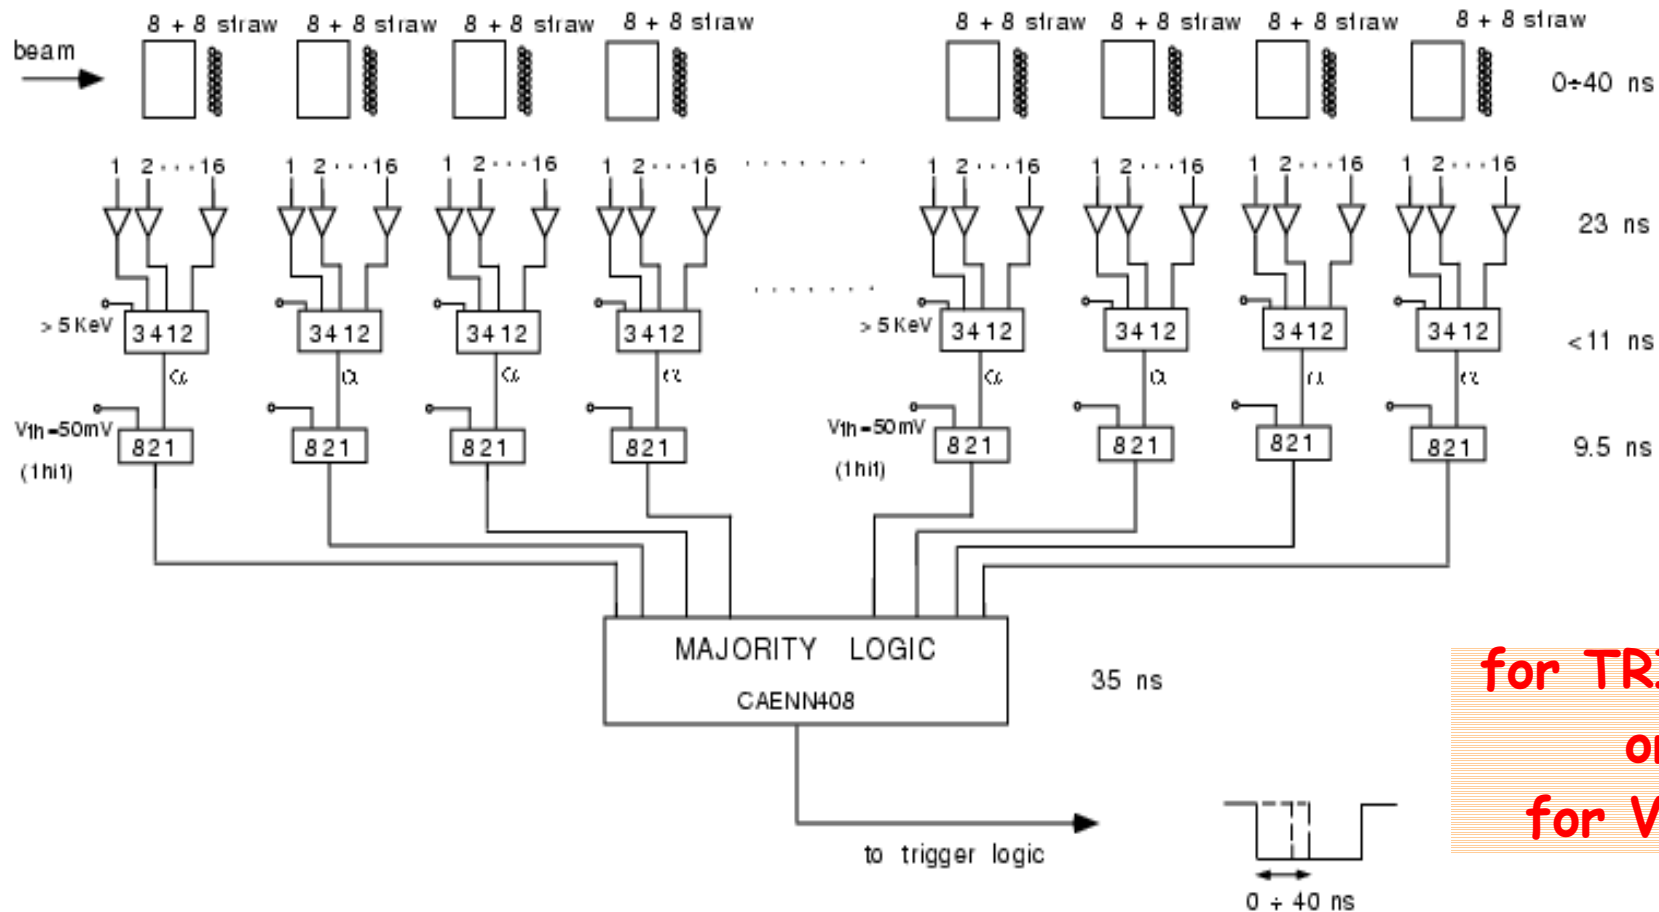 8 + 8 straw 8 + 8 straw 8 + 8 straw 8 + 8 straw 8 + 8 straw 8 + 8 straw 8 + 8 straw 8 + 8 straw
beam
0÷40 ns
1 2 ···16 1 2 ···16 1 2 ···16 1 2 ···16 ······· 1 2 ···16 1 2 ···16 1 2 ···16 1 2 ···16
23 ns
·······
> 5 KeV 3412 3412 3412 3412 > 5 KeV 3412 3412 3412 3412
<11 ns
α α α α α α α α
Vth=50mV 821 821 821 821 Vth=50mV 821 821 821 821
9.5 ns
(1hit) (1hit)
MAJORITY LOGIC
CAENN408
35 ns
for
for
to trigger logic
0 ÷ 40 ns